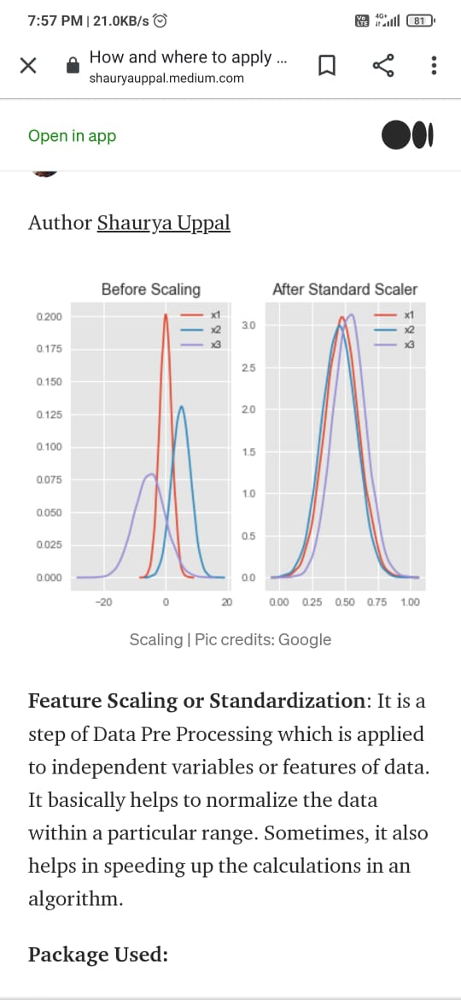 7:57 PM | 21.0KB/s
Vo LTE 4G+ 81
How and where to apply ...
shauryauppal.medium.com
Open in app
Author Shaurya Uppal
Before Scaling
0.200
0.175
0.150
0.125
0.100
0.075
0.050
0.025
0.000
-20 0 20
x1
x2
x3
After Standard Scaler
3.0
2.5
2.0
1.5
1.0
0.5
0.0
0.00 0.25 0.50 0.75 1.00
x1
x2
x3
Scaling | Pic credits: Google
Feature Scaling or Standardization: It is a
step of Data Pre Processing which is applied
to independent variables or features of data.
It basically helps to normalize the data
within a particular range. Sometimes, it also
helps in speeding up the calculations in an
algorithm.
Package Used: